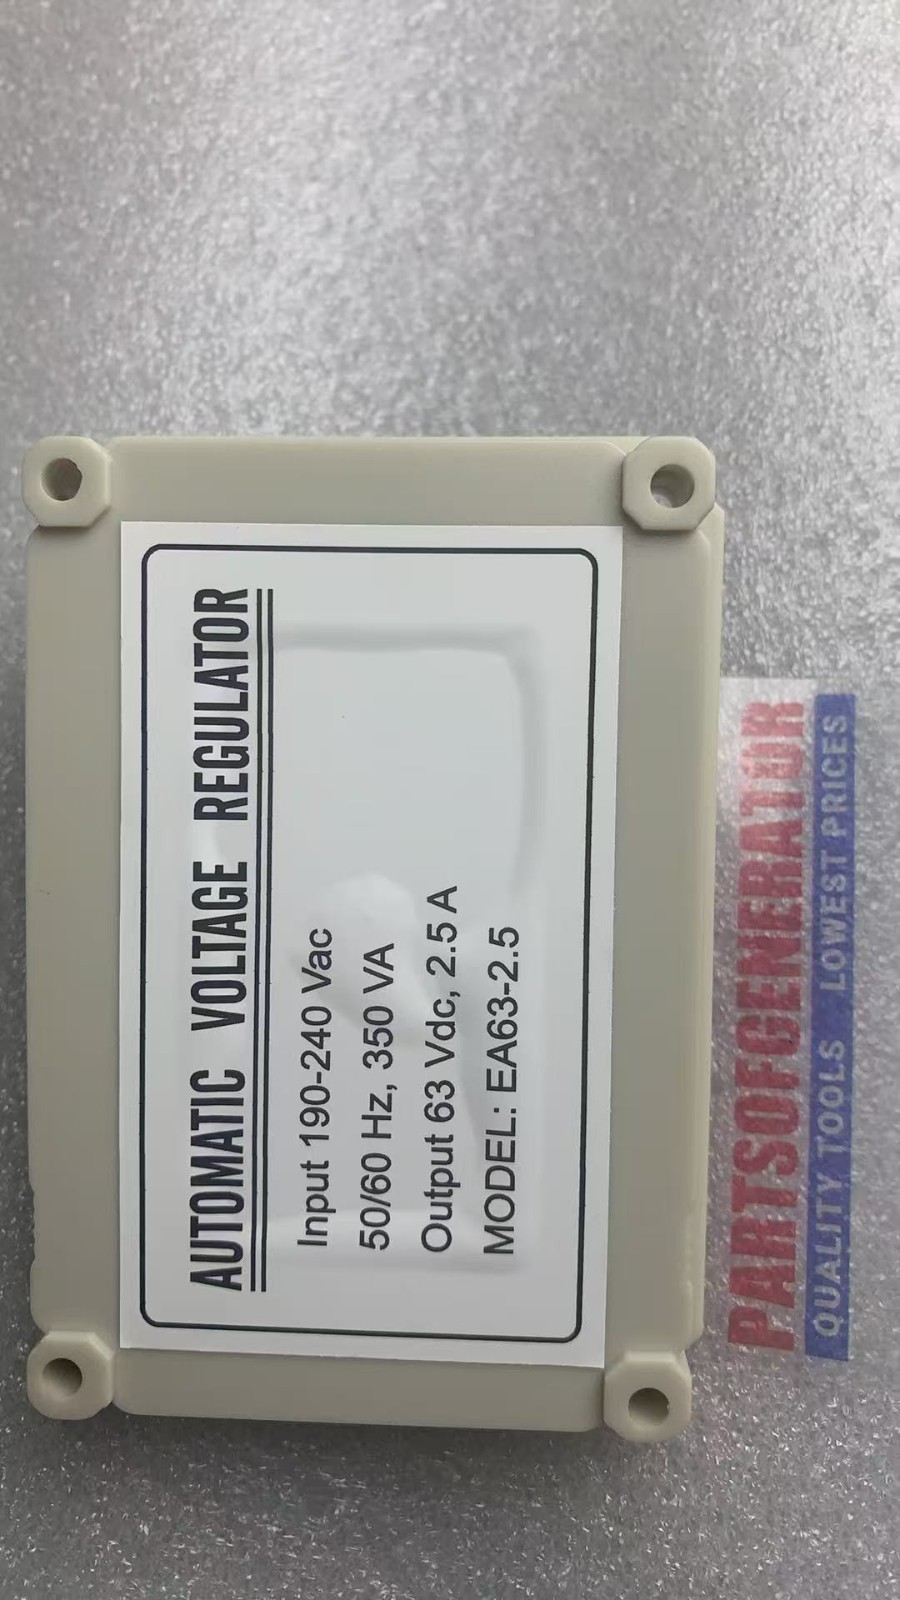 AUTOMATIC VOLTAGE REGULATOR
Input 190-240 Vac
50/60 Hz, 350 VA
Output 63 Vdc, 2.5 A
MODEL: EA63-2.5
PARTSOFGENERATOR
QUALITY TOOLS LOWEST PRICES